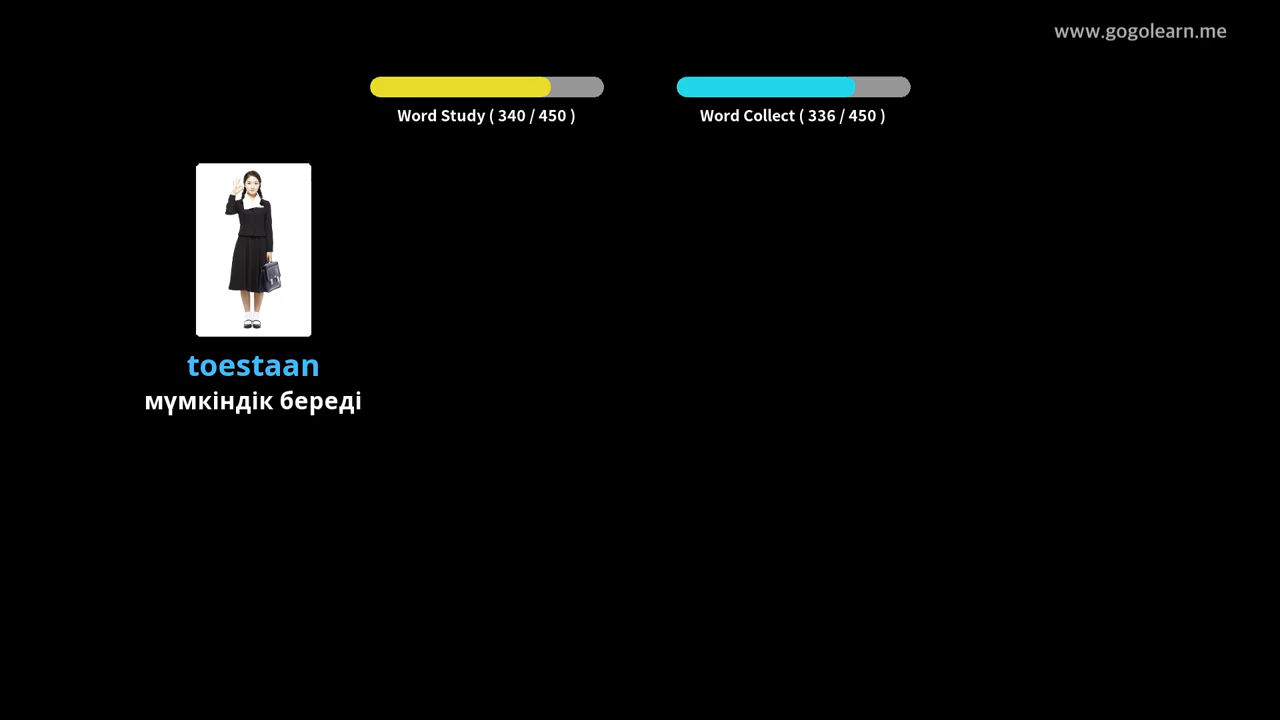 www.gogolearn.me
Word Study ( 340 / 450 )
Word Collect ( 336 / 450 )
toestaan
мүмкіндік береді